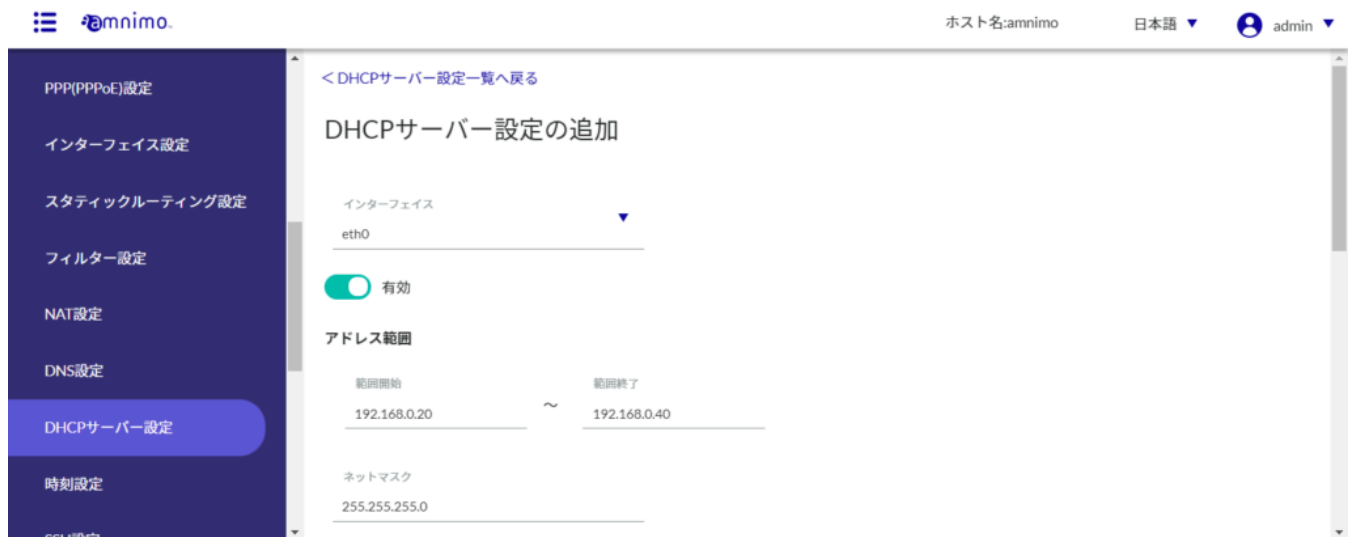 amnimo
ホスト名:amnimo
日本語
admin
PPP(PPPoE)設定
インターフェイス設定
スタティックルーティング設定
フィルター設定
NAT設定
DNS設定
DHCPサーバー設定
時刻設定
<DHCPサーバー設定一覧へ戻る
DHCPサーバー設定の追加
インターフェイス
eth0
有効
アドレス範囲
範囲開始
192.168.0.20
～
範囲終了
192.168.0.40
ネットマスク
255.255.255.0